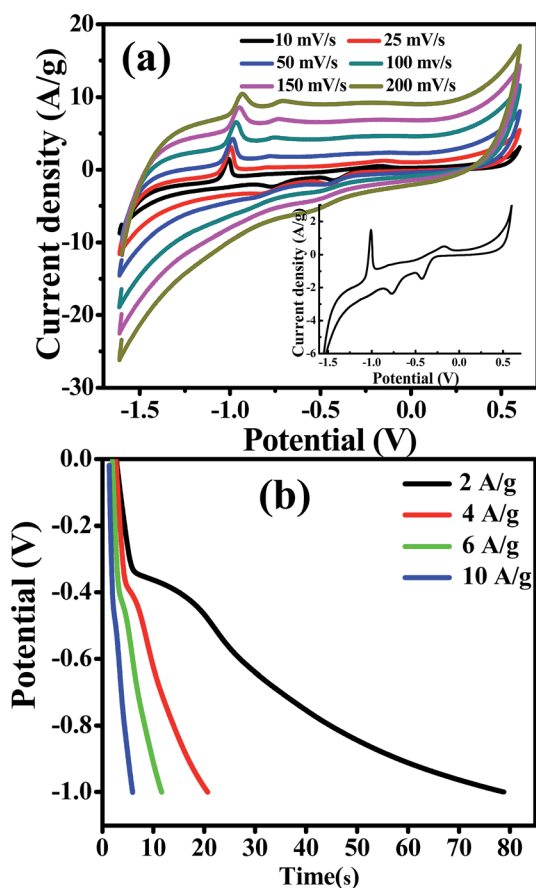 (a)
10 mV/s 25 mV/s
50 mV/s 100 mv/s
150 mV/s 200 mV/s
Current density (A/g)
20
10
0
-10
-20
-30
-1.5 -1.0 -0.5 0.0 0.5
Potential (V)
Current density (A/g)
2
0
-2
-4
-6
-1.5 -1.0 -0.5 0.0 0.5
Potential (V)
(b)
2 A/g
4 A/g
6 A/g
10 A/g
Potential (V)
0.0
-0.2
-0.4
-0.6
-0.8
-1.0
0 10 20 30 40 50 60 70 80
Time(s)